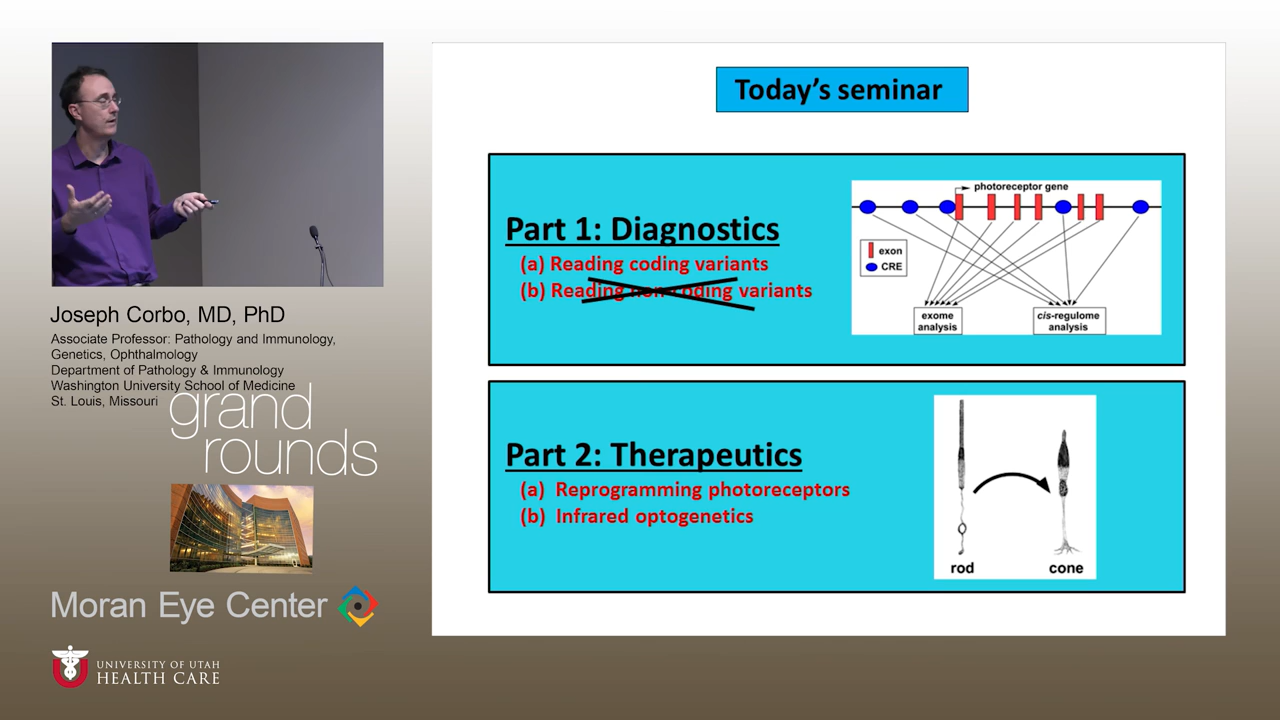 Joseph Corbo, MD, PhD
Associate Professor: Pathology and Immunology,
Genetics, Ophthalmology
Department of Pathology & Immunology
Washington University School of Medicine
St. Louis, Missouri
grand
rounds
Moran Eye Center
UNIVERSITY OF UTAH
HEALTH CARE
Today's seminar
Part 1: Diagnostics
(a) Reading coding variants
(b) Reading non-coding variants
photoreceptor gene
exon
CRE
exome
analysis
cis-regulome
analysis
Part 2: Therapeutics
(a) Reprogramming photoreceptors
(b) Infrared optogenetics
rod
cone